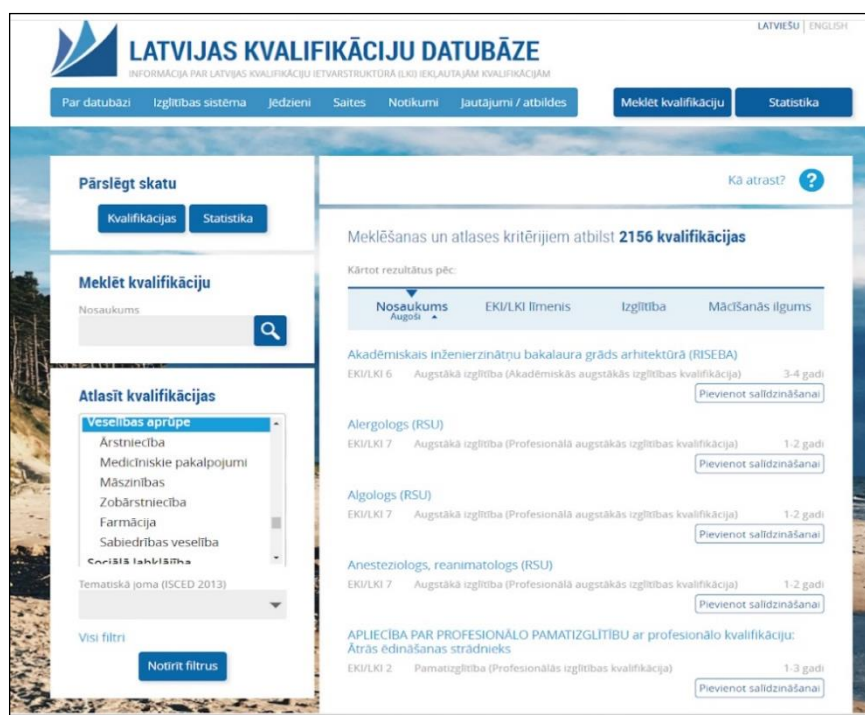 LATVIEŠU | ENGLISH
LATVIJAS KVALIFIKĀCIJU DATUBĀZE
INFORMĀCIJA PAR LATVIJAS KVALIFIKĀCIJU IETVARSTRUKTŪRĀ (LKI) IEKĻAUTAJĀM KVALIFIKĀCIJĀM
Par datubāzi Izglītības sistēma Jēdzieni Saites Notikumi Jautājumi / atbildes Meklēt kvalifikāciju Statistika
Pārslēgt skatu
Kvalifikācijas Statistika
Meklēt kvalifikāciju
Nosaukums
Atlasīt kvalifikācijas
Veselības aprūpe
Ārstniecība
Medicīniskie pakalpojumi
Māszinības
Zobārstniecība
Farmācija
Sabiedrības veselība
Sociālā labklājība
Tematiskā joma (ISCED 2013)
Visi filtri
Notīrīt filtrus
Kā atrast? ?
Meklēšanas un atlases kritērijiem atbilst 2156 kvalifikācijas
Kārtot rezultātus pēc:
Nosaukums EKI/LKI līmenis Izglītība Mācīšanās ilgums
Augoši
Akadēmiskais inženierzinātņu bakalaura grāds arhitektūrā (RISEBA)
EKI/LKI 6 Augstākā izglītība (Akadēmiskās augstākās izglītības kvalifikācija) 3-4 gadi
Pievienot salīdzināšanai
Alergologs (RSU)
EKI/LKI 7 Augstākā izglītība (Profesionālā augstākās izglītības kvalifikācija) 1-2 gadi
Pievienot salīdzināšanai
Algologs (RSU)
EKI/LKI 7 Augstākā izglītība (Profesionālā augstākās izglītības kvalifikācija) 1-2 gadi
Pievienot salīdzināšanai
Anesteziologs, reanimatologs (RSU)
EKI/LKI 7 Augstākā izglītība (Profesionālā augstākās izglītības kvalifikācija) 1-2 gadi
Pievienot salīdzināšanai
APLIECĪBA PAR PROFESIONĀLO PAMATIZGLĪTĪBU ar profesionālo kvalifikāciju:
Ātrās ēdināšanas strādnieks
EKI/LKI 2 Pamatizglītība (Profesionālās izglītības kvalifikācija) 1-3 gadi
Pievienot salīdzināšanai